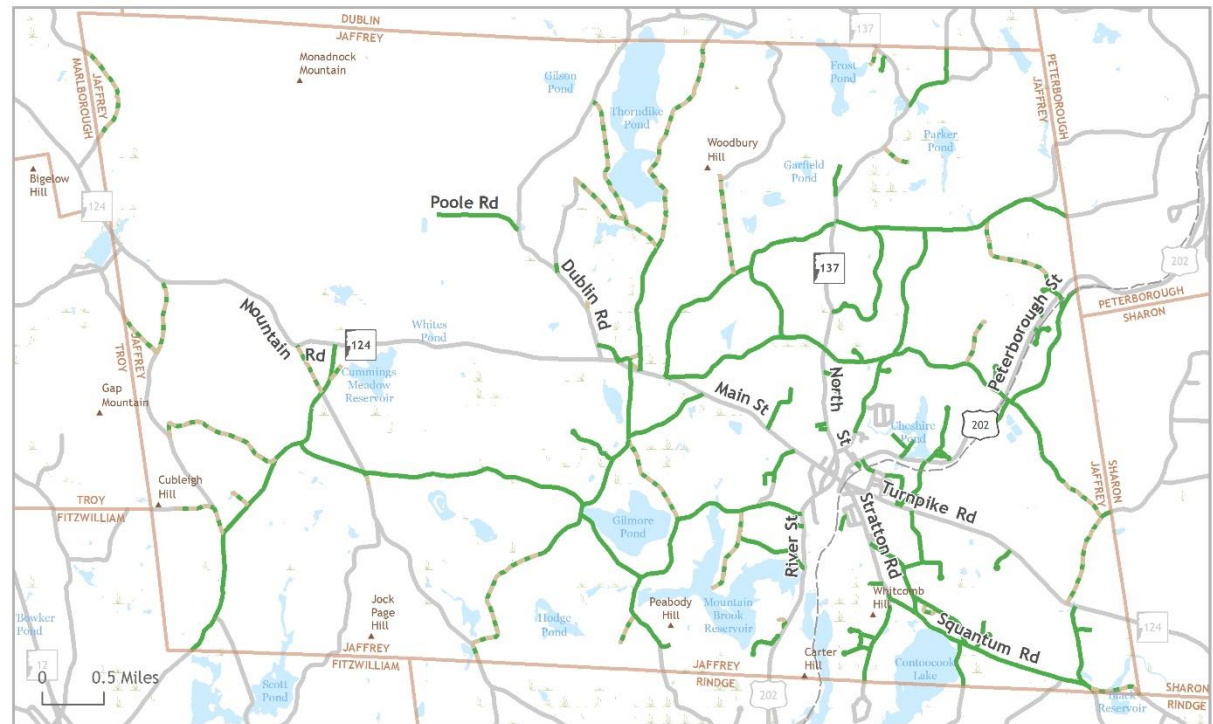 DUBLIN
JAFFREY
137
Monadnock
Mountain
Gilson
Pond
Frost
Pond
JAFFREY
MARLBOROUGH
PETERBOROUGH
JAFFREY
Thorndike
Pond
Woodbury
Hill
Parker
Pond
Garfield
Pond
Bigelow
Hill
124
Poole Rd
137
202
Dublin Rd
Peterborough St
PETERBOROUGH
SHARON
Mountain
Rd
124
Whites
Pond
JAFFREY
TROY
Cummings
Meadow
Reservoir
Gap
Mountain
Main St
North
St
202
Cheshire
Pond
Cubleigh
Hill
SHARON
JAFFREY
TROY
FITZWILLIAM
Turnpike Rd
Gilmore
Pond
River St
Stratton Rd
Whitcomb
Hill
Jock
Page
Hill
Hodge
Pond
Peabody
Hill
Mountain
Brook
Reservoir
Squantum Rd
Bowker
Pond
124
JAFFREY
FITZWILLIAM
JAFFREY
RINDGE
Carter
Hill
Contoocook
Lake
12
0 0.5 Miles
Scott
Pond
202
Black
Reservoir
SHARON
RINDGE